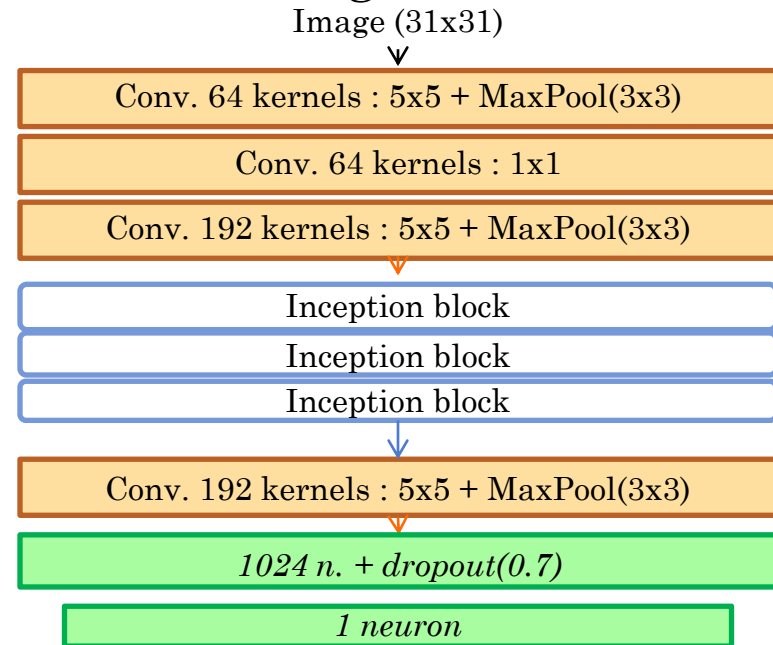 Image (31x31)
Conv. 64 kernels : 5x5 + MaxPool(3x3)
Conv. 64 kernels : 1x1
Conv. 192 kernels : 5x5 + MaxPool(3x3)
Inception block
Inception block
Inception block
Conv. 192 kernels : 5x5 + MaxPool(3x3)
1024 n. + dropout(0.7)
1 neuron